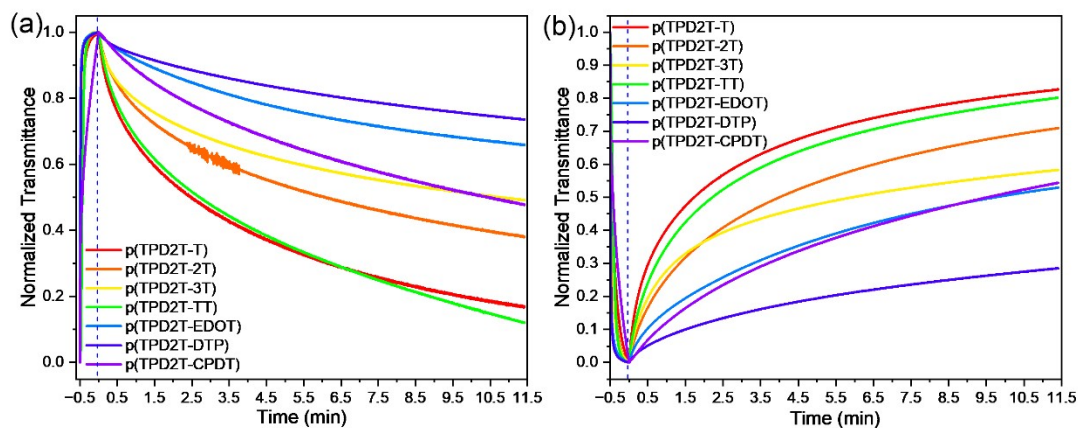 (a)
Normalized Transmittance
1.0
0.8
0.6
0.4
0.2
0.0
p(TPD2T-T)
p(TPD2T-2T)
p(TPD2T-3T)
p(TPD2T-TT)
p(TPD2T-EDOT)
p(TPD2T-DTP)
p(TPD2T-CPDT)
−0.5 0.5 1.5 2.5 3.5 4.5 5.5 6.5 7.5 8.5 9.5 10.5 11.5
Time (min)
(b)
Normalized Transmittance
1.0
0.9
0.8
0.7
0.6
0.5
0.4
0.3
0.2
0.1
0.0
p(TPD2T-T)
p(TPD2T-2T)
p(TPD2T-3T)
p(TPD2T-TT)
p(TPD2T-EDOT)
p(TPD2T-DTP)
p(TPD2T-CPDT)
−0.5 0.5 1.5 2.5 3.5 4.5 5.5 6.5 7.5 8.5 9.5 10.5 11.5
Time (min)